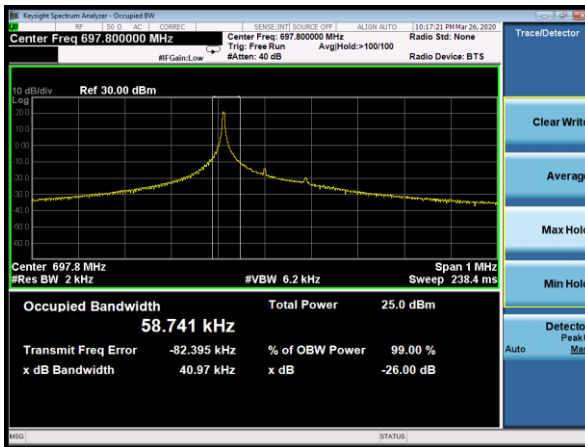 Keysight Spectrum Analyzer - Occupied BW
RF 50 Ω AC CORREC SENSE:INT SOURCE OFF ALIGN AUTO 10:17:21 PM Mar 26, 2020
Center Freq 697.800000 MHz
Center Freq: 697.800000 MHz Radio Std: None
Trig: Free Run Avg|Hold:>100/100
#IFGain:Low #Atten: 40 dB Radio Device: BTS
Trace/Detector
10 dB/div Ref 30.00 dBm
Log
20.0
10.0
0.00
-10.0
-20.0
-30.0
-40.0
-50.0
-60.0
Center 697.8 MHz Span 1 MHz
#Res BW 2 kHz #VBW 6.2 kHz Sweep 238.4 ms
Occupied Bandwidth Total Power 25.0 dBm
58.741 kHz
Transmit Freq Error -82.395 kHz % of OBW Power 99.00 %
x dB Bandwidth 40.97 kHz x dB -26.00 dB
Clear Write
Average
Max Hold
Min Hold
Detecto
Peak
Auto Ma
MSG STATUS